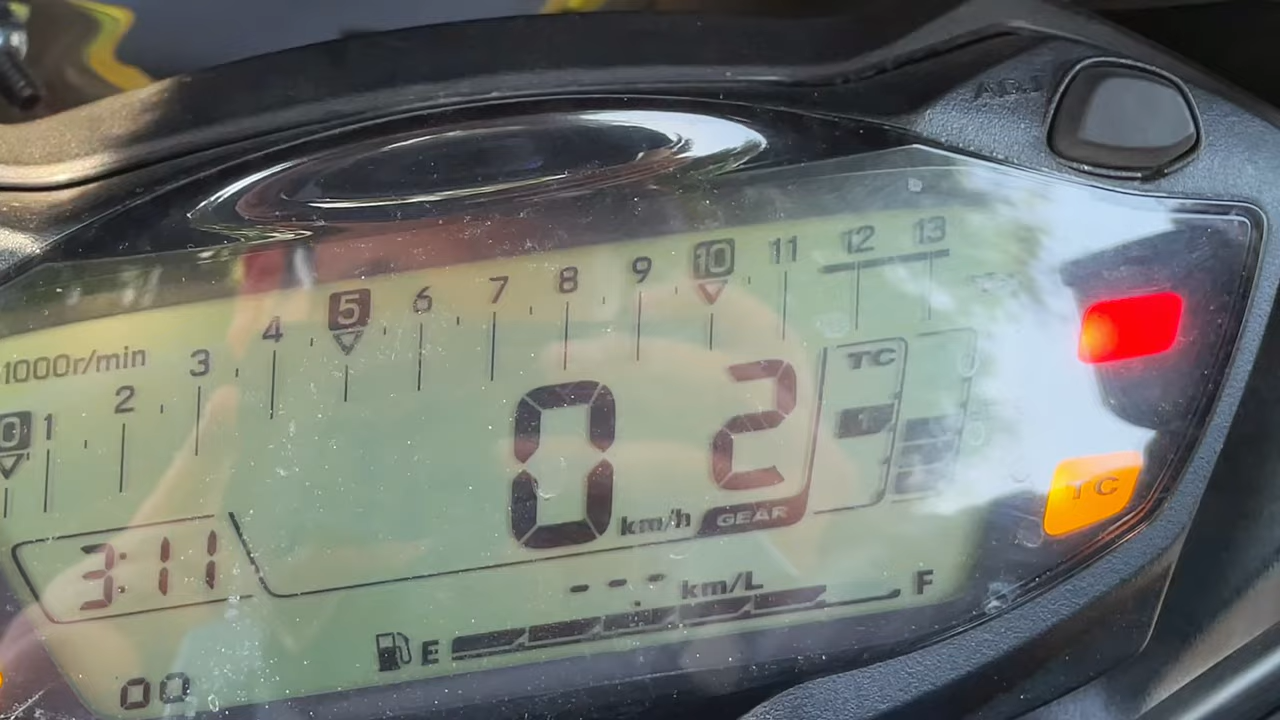 ADJ
0 1 2 3 4 5 6 7 8 9 10 11 12 13
1000r/min
TC
1
0 km/h
2
GEAR
TC
3:11
--- km/L
E F
00